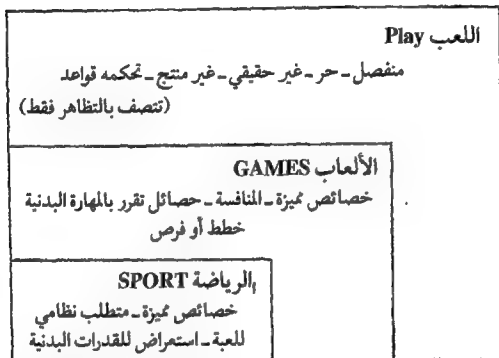 اللعب Play
منفصل - حر - غير حقيقي - غير منتج - تحكمه قواعد
(تتصف بالتظاهر فقط)
الألعاب GAMES
خصائص مميزة - المنافسة - حصائل تقرر بالمهارة البدنية
خطط أو فرص
الرياضة SPORT
خصائص مميزة - متطلب نظامي
للعبة - استعراض للقدرات البدنية